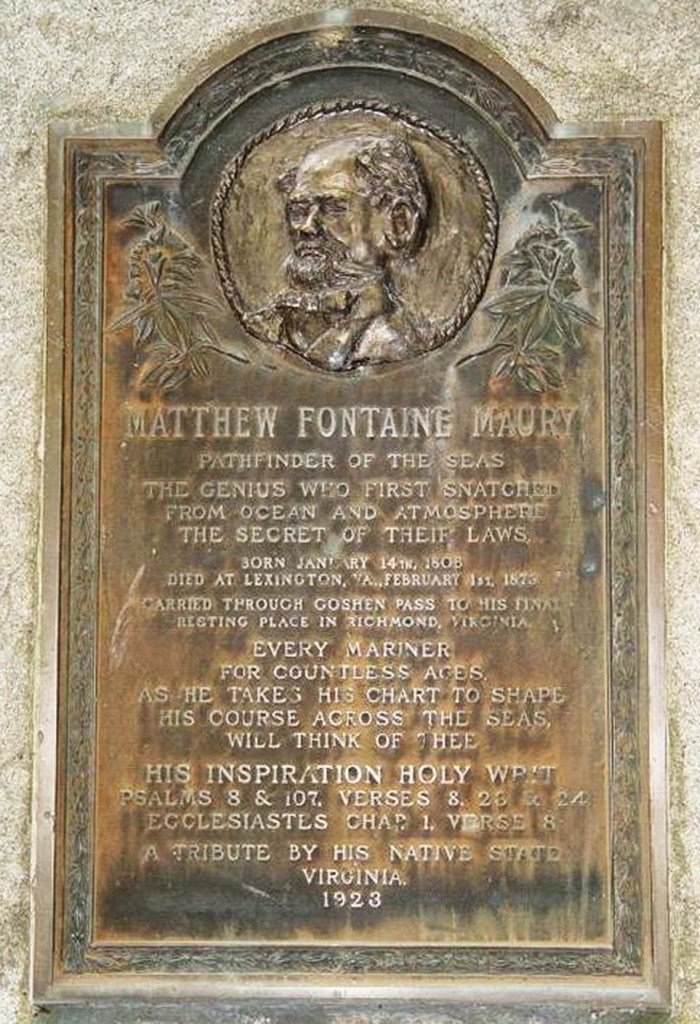 MATTHEW FONTAINE MAURY
PATHFINDER OF THE SEAS
THE GENIUS WHO FIRST SNATCHED
FROM OCEAN AND ATMOSPHERE
THE SECRET OF THEIR LAWS.
BORN JANUARY 14TH, 1806
DIED AT LEXINGTON, VA., FEBRUARY 1ST, 1873
CARRIED THROUGH GOSHEN PASS TO HIS FINAL
RESTING PLACE IN RICHMOND, VIRGINIA.
EVERY MARINER
FOR COUNTLESS AGES,
AS HE TAKES HIS CHART TO SHAPE
HIS COURSE ACROSS THE SEAS,
WILL THINK OF THEE
HIS INSPIRATION HOLY WRIT
PSALMS 8 & 107, VERSES 8, 23 & 24
ECCLESIASTES CHAP. 1, VERSE 8
A TRIBUTE BY HIS NATIVE STATE
VIRGINIA.
1923